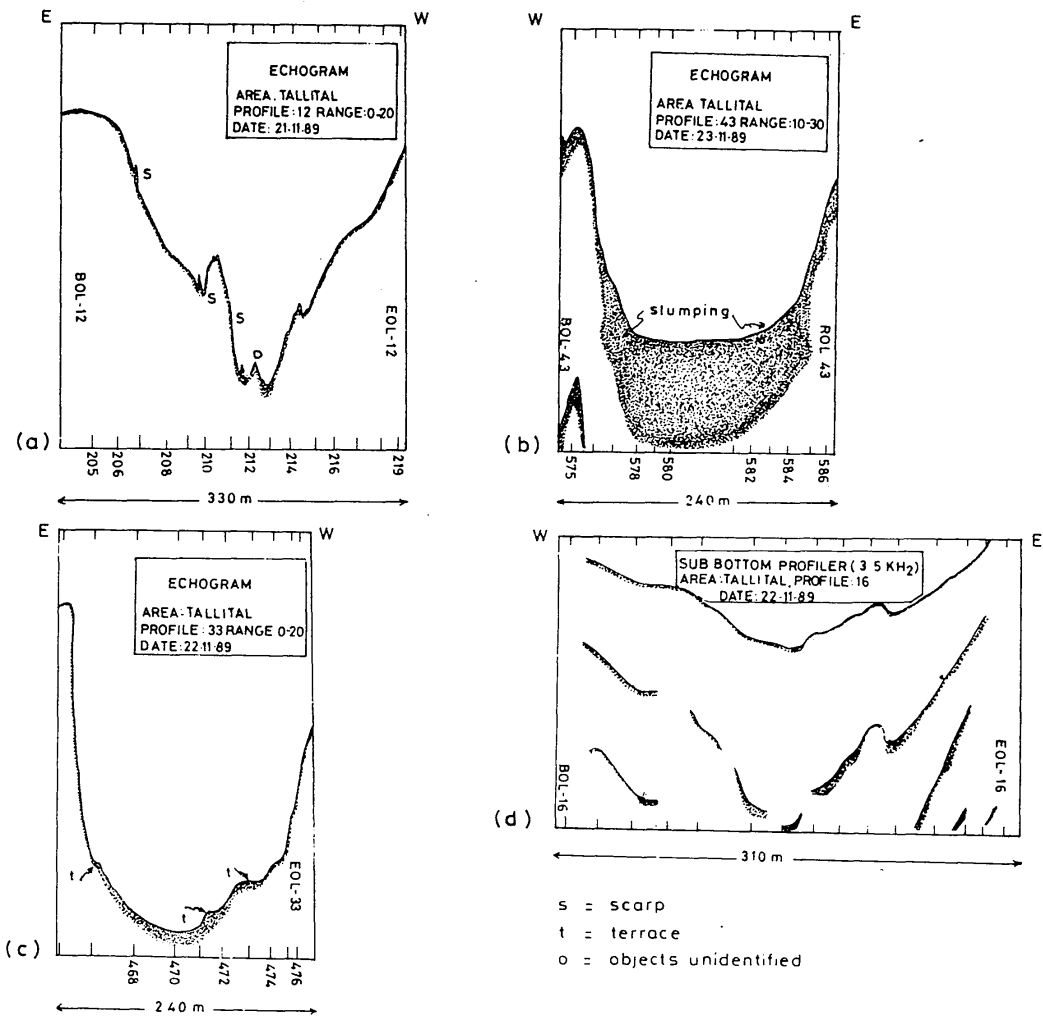 E
W
ECHOGRAM
AREA. TALLITAL
PROFILE:12 RANGE:0-20
DATE: 21·11·89
S
S
S
O
BOL-12
EOL-12
(a)
205 206 208 210 212 214 216 219
330 m
W
E
ECHOGRAM
AREA TALLITAL
PROFILE:43 RANGE:10-30
DATE:23·11·89
slumping
BOL-43
ROL 43
(b)
575 578 580 582 584 586
240 m
E
W
ECHOGRAM
AREA:TALLITAL
PROFILE:33 RANGE 0-20
DATE:22·11·89
t
t
t
EOL-33
(c)
468 470 472 474 476
240 m
W
E
SUB BOTTOM PROFILER (3 5 KHz)
AREA:TALLITAL, PROFILE:16
DATE:22·11·89
BOL-16
EOL-16
(d)
310 m
s = scarp
t = terrace
o = objects unidentified